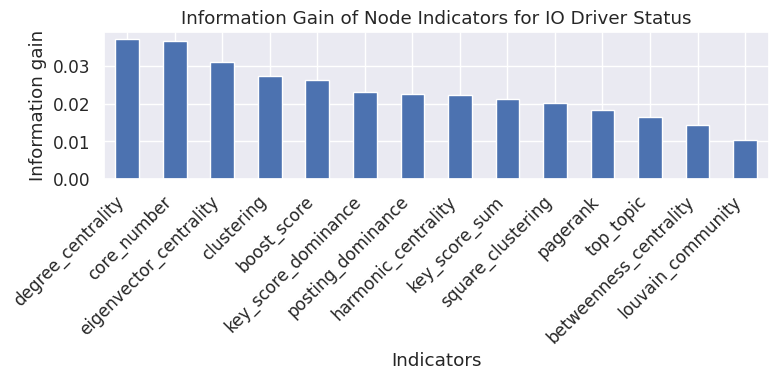 Information Gain of Node Indicators for IO Driver Status
Information gain
0.03
0.02
0.01
0.00
degree_centrality
core_number
eigenvector_centrality
clustering
boost_score
key_score_dominance
posting_dominance
harmonic_centrality
key_score_sum
square_clustering
pagerank
top_topic
betweenness_centrality
louvain_community
Indicators